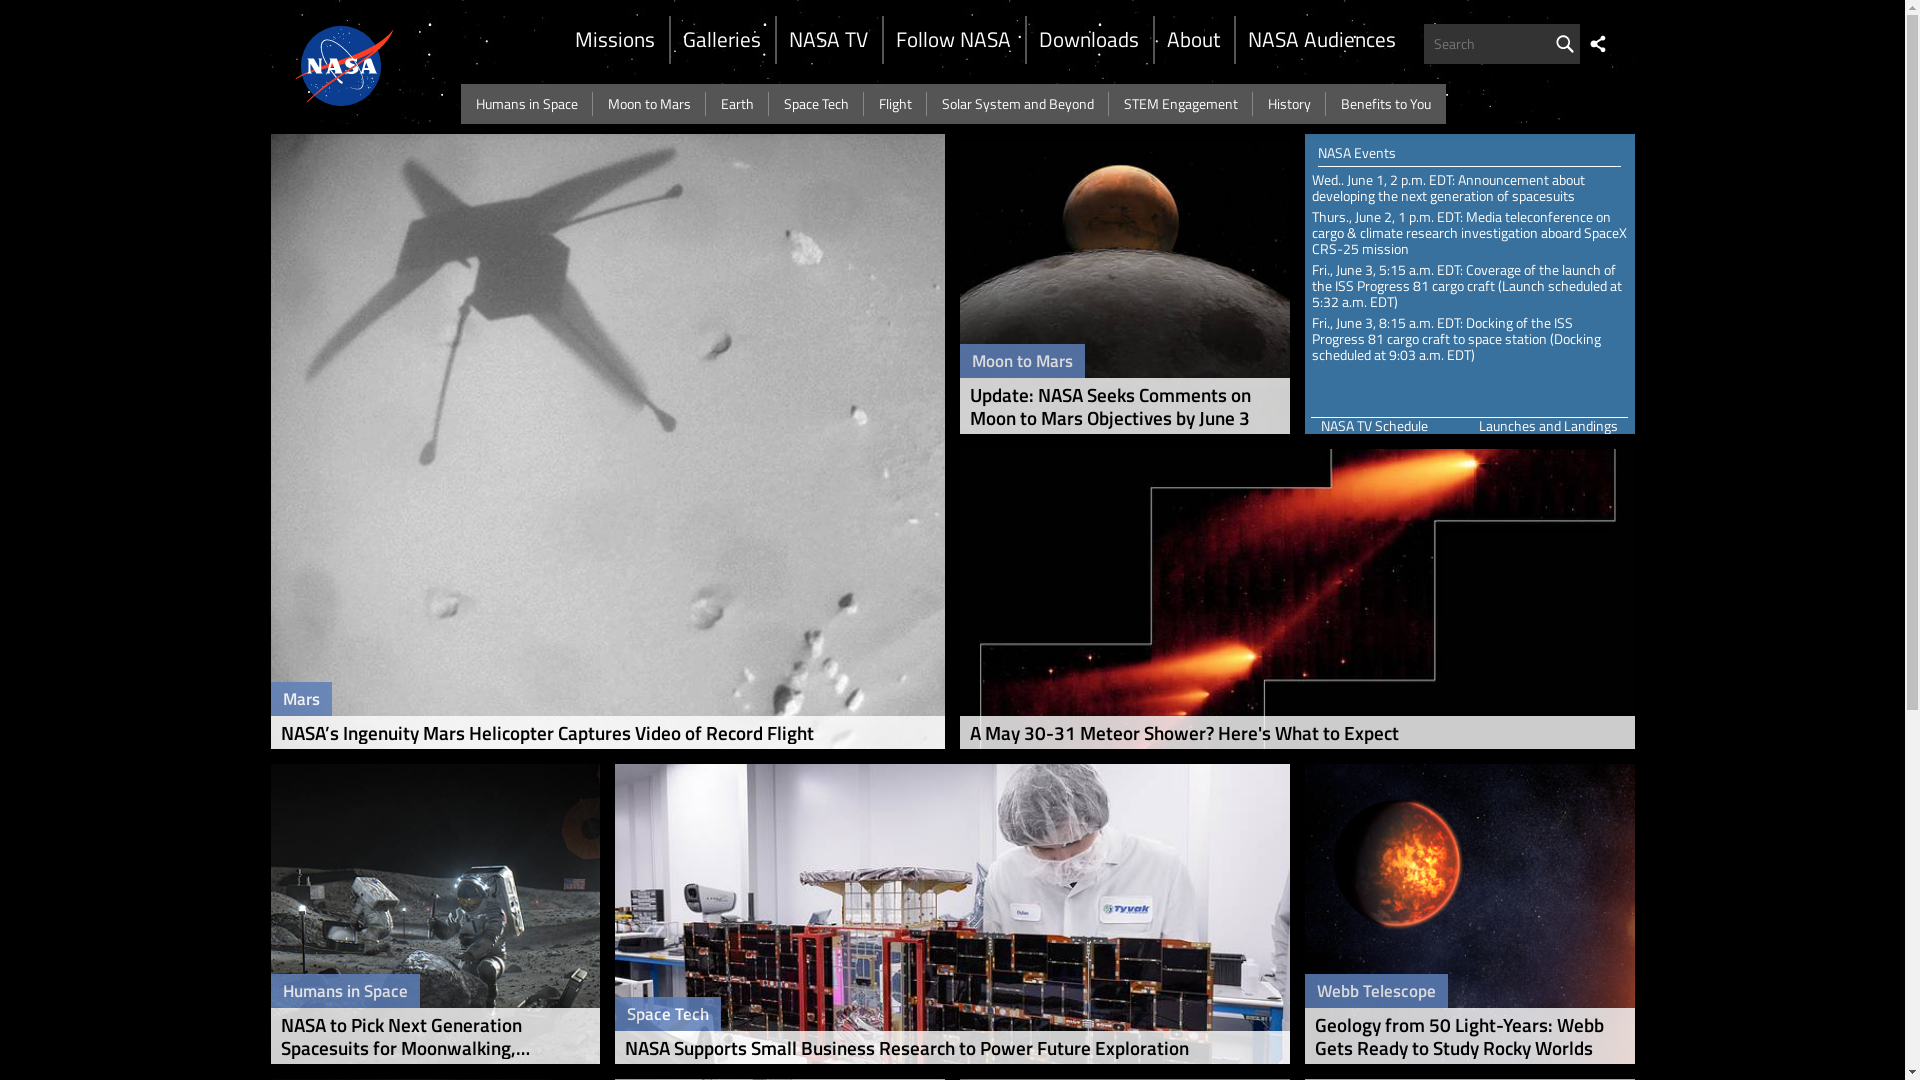 NASA
Missions
Galleries
NASA TV
Follow NASA
Downloads
About
NASA Audiences
Search
Humans in Space
Moon to Mars
Earth
Space Tech
Flight
Solar System and Beyond
STEM Engagement
History
Benefits to You
Mars
NASA’s Ingenuity Mars Helicopter Captures Video of Record Flight
Moon to Mars
Update: NASA Seeks Comments on
Moon to Mars Objectives by June 3
NASA Events
Wed.. June 1, 2 p.m. EDT: Announcement about
developing the next generation of spacesuits
Thurs., June 2, 1 p.m. EDT: Media teleconference on
cargo & climate research investigation aboard SpaceX
CRS-25 mission
Fri., June 3, 5:15 a.m. EDT: Coverage of the launch of
the ISS Progress 81 cargo craft (Launch scheduled at
5:32 a.m. EDT)
Fri., June 3, 8:15 a.m. EDT: Docking of the ISS
Progress 81 cargo craft to space station (Docking
scheduled at 9:03 a.m. EDT)
NASA TV Schedule
Launches and Landings
A May 30-31 Meteor Shower? Here's What to Expect
Humans in Space
NASA to Pick Next Generation
Spacesuits for Moonwalking,...
Tyvak
Space Tech
NASA Supports Small Business Research to Power Future Exploration
Webb Telescope
Geology from 50 Light-Years: Webb
Gets Ready to Study Rocky Worlds